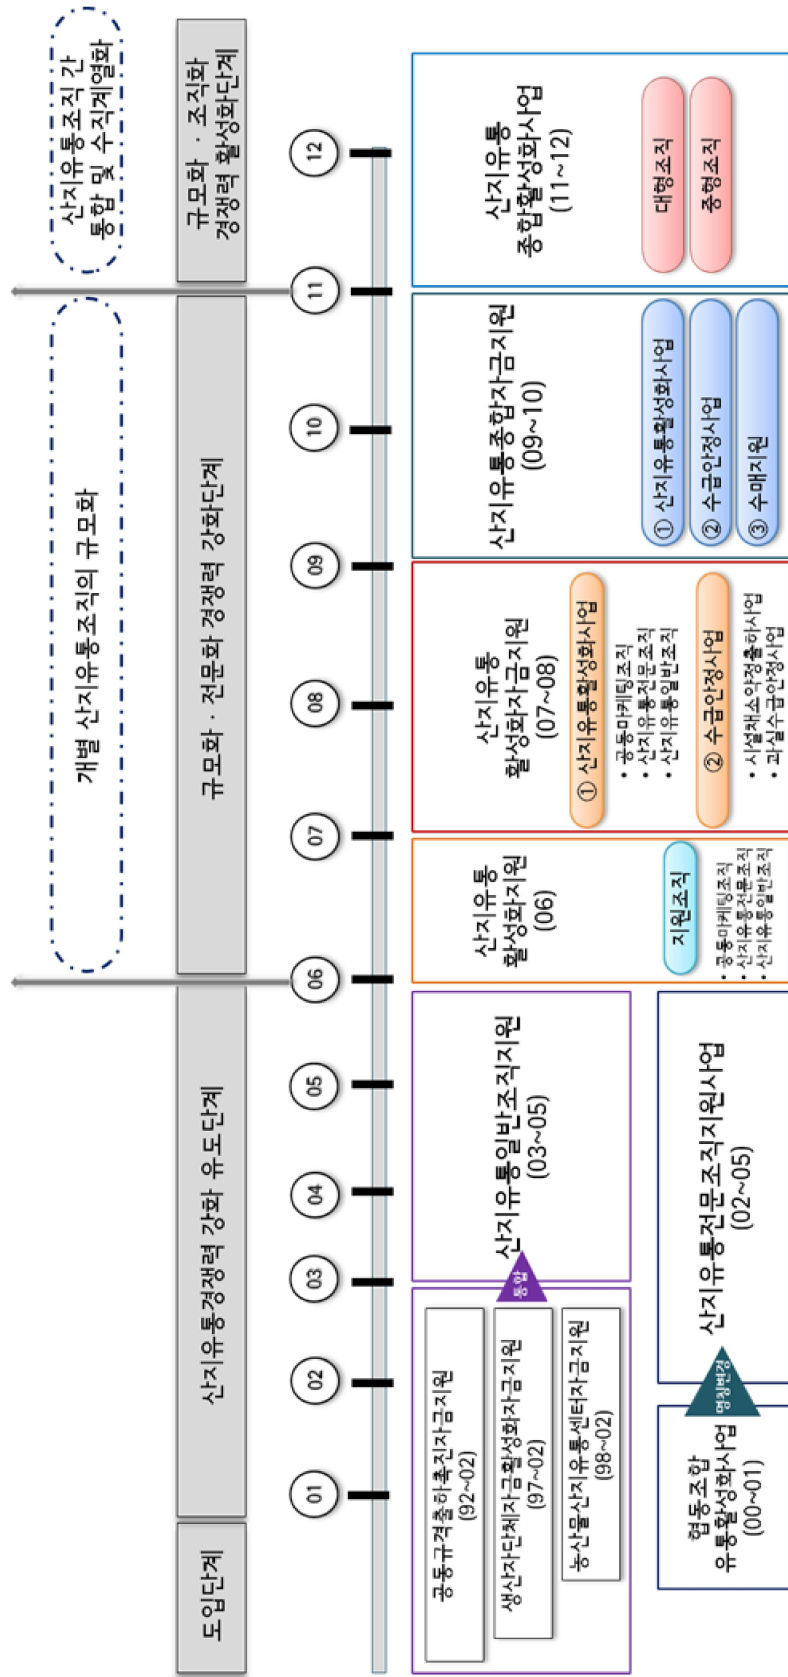 개별 산지유통조직의 규모화
산지유통조직 간
통합 및 수직계열화
도입단계
산지유통경쟁력 강화 유도단계
규모화 · 전문화 경쟁력 강화단계
규모화 · 조직화
경쟁력 활성화단계
01
02
03
04
05
06
07
08
09
10
11
12
공동규격출하촉진자금지원
(92~02)
생산자단체자금활성화자금지원
(97~02)
농산물산지유통센터자금지원
(98~02)
통합
산지유통일반조직지원
(03~05)
협동조합
유통활성화사업
(00~01)
명칭변경
산지유통전문조직지원사업
(02~05)
산지유통
활성화지원
(06)
지원조직
• 공동마케팅조직
• 산지유통전문조직
• 산지유통일반조직
산지유통
활성화자금지원
(07~08)
① 산지유통활성화사업
• 공동마케팅조직
• 산지유통전문조직
• 산지유통일반조직
② 수급안정사업
• 시설채소약정출하사업
• 과실수급안정사업
산지유통종합자금지원
(09~10)
① 산지유통활성화사업
② 수급안정사업
③ 수매지원
산지유통
종합활성화사업
(11~12)
대형조직
중형조직